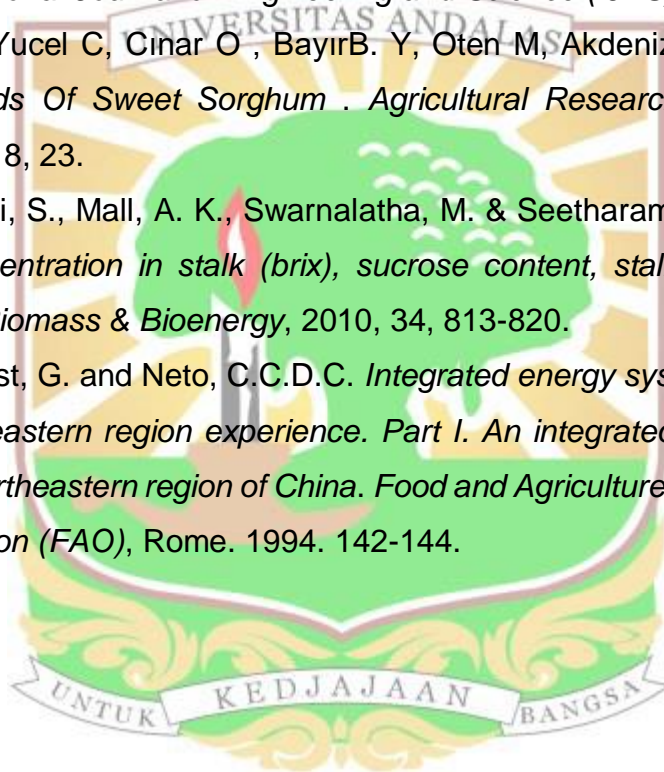 UNIVERSITAS ANDALAS
Yucel C, Cınar O , BayırB. Y, Oten M, Akdeniz
ds Of Sweet Sorghum . Agricultural Researc
8, 23.
i, S., Mall, A. K., Swarnalatha, M. & Seetharam
entration in stalk (brix), sucrose content, stal
Biomass & Bioenergy, 2010, 34, 813-820.
st, G. and Neto, C.C.D.C. Integrated energy sys
eastern region experience. Part I. An integrated
rtheastern region of China. Food and Agriculture
on (FAO), Rome. 1994. 142-144.
UNTUK KEDJAJAAN BANGSA